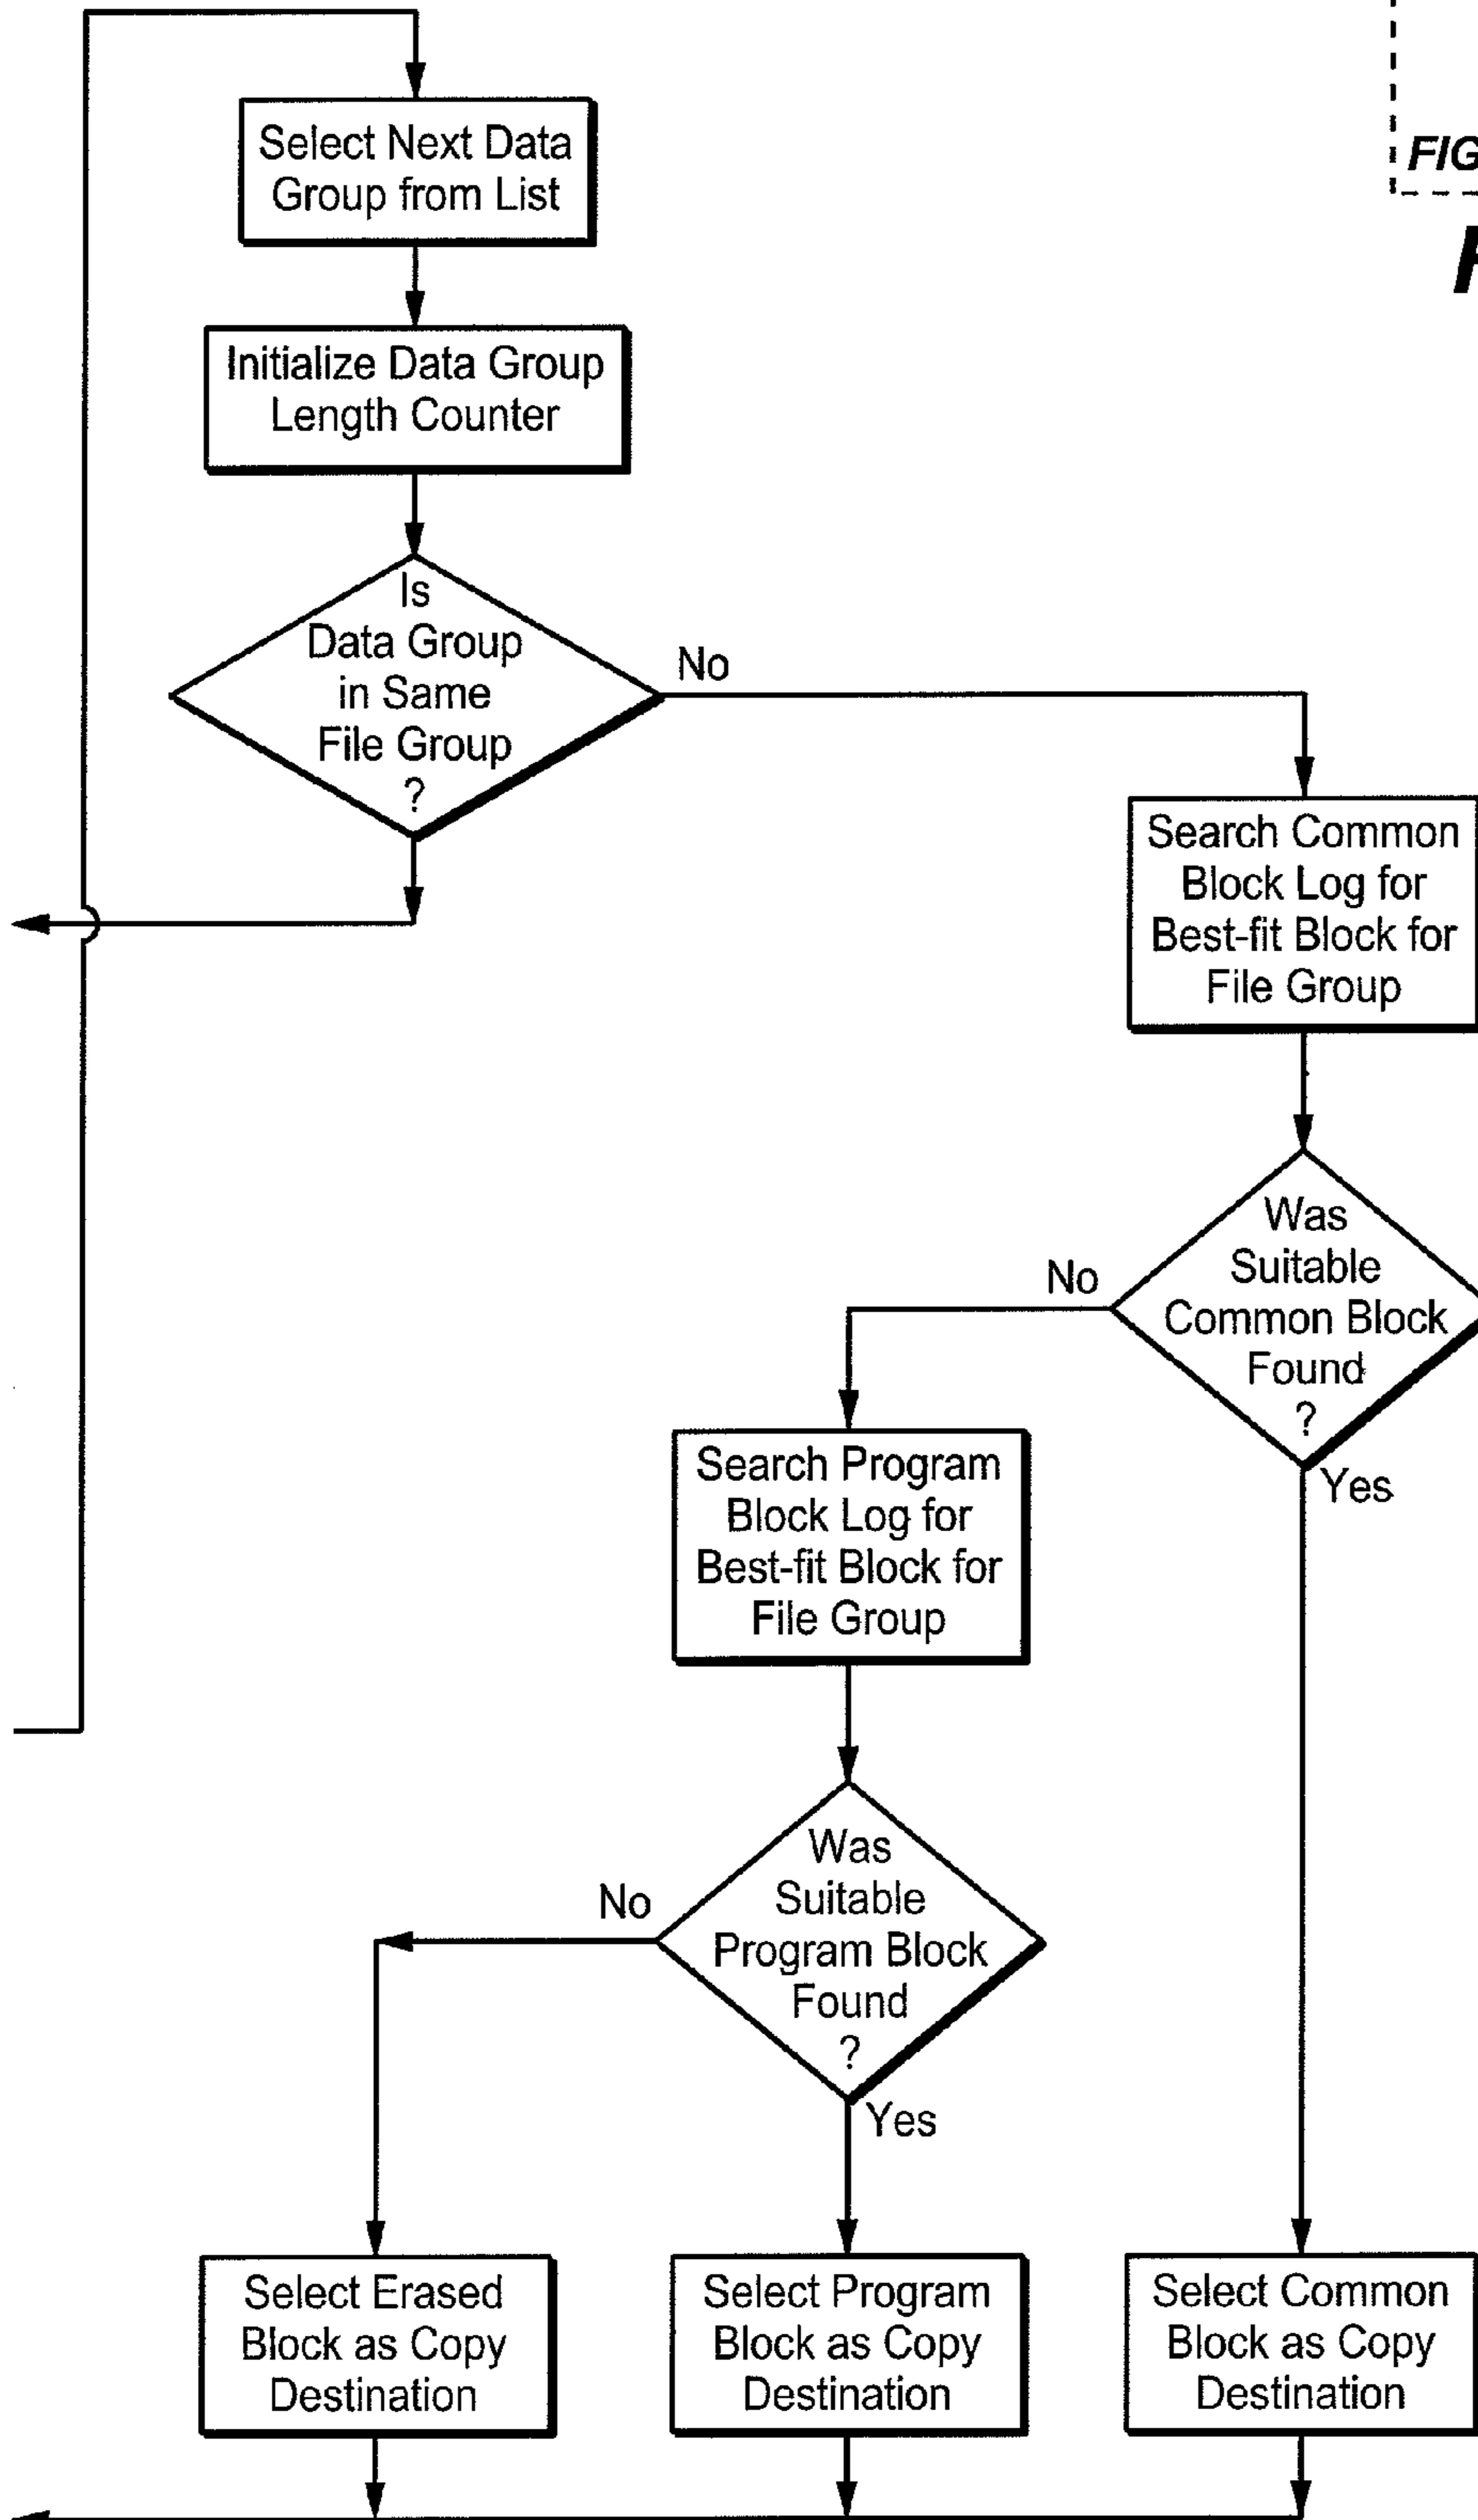 FIG
Select Next Data
Group from List
Initialize Data Group
Length Counter
Is
Data Group
in Same
File Group
?
No
Search Common
Block Log for
Best-fit Block for
File Group
Was
Suitable
Common Block
Found
?
No
Yes
Search Program
Block Log for
Best-fit Block for
File Group
Was
Suitable
Program Block
Found
?
No
Yes
Select Erased
Block as Copy
Destination
Select Program
Block as Copy
Destination
Select Common
Block as Copy
Destination